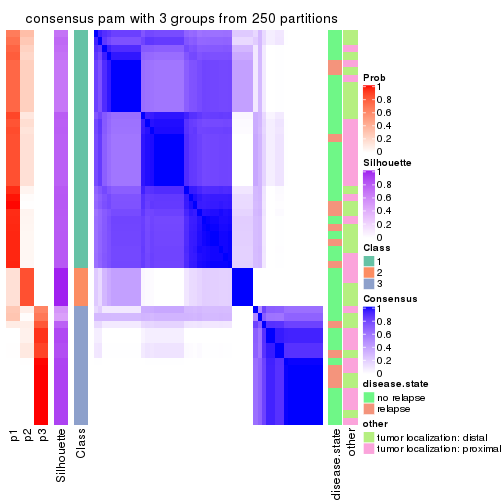 consensus pam with 3 groups from 250 partitions
Prob
1
0.8
0.6
0.4
0.2
0
Silhouette
1
0.8
0.6
0.4
0.2
0
Class
1
2
3
Consensus
1
0.8
0.6
0.4
0.2
0
disease.state
no relapse
relapse
other
tumor localization: distal
tumor localization: proximal
p1
p2
p3
Silhouette
Class
disease.state
other